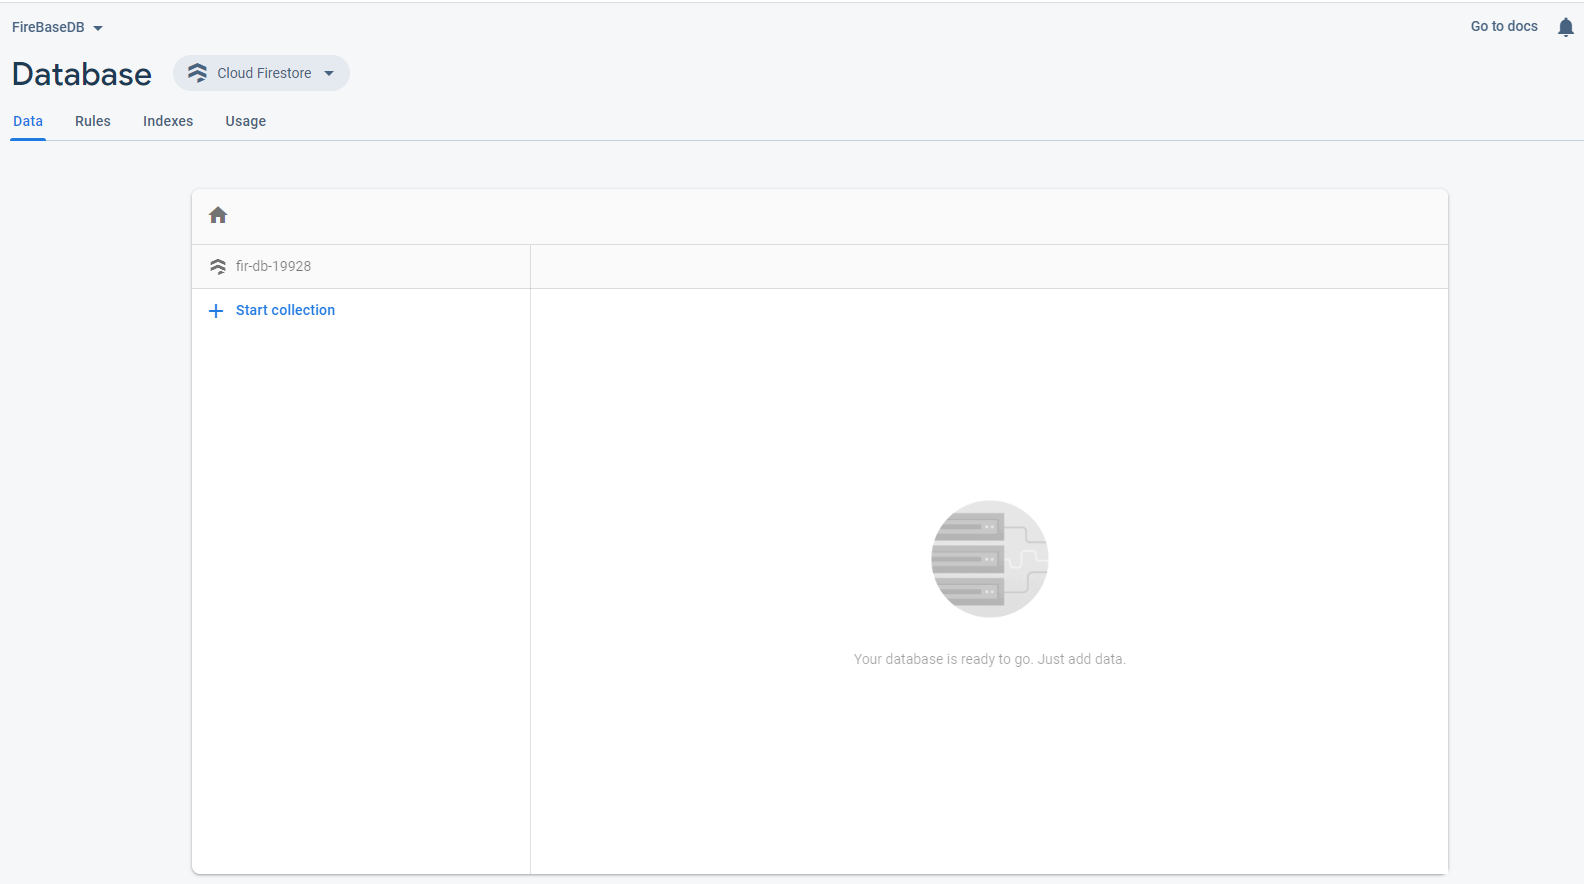 FireBaseDB
Go to docs
Database
Cloud Firestore
Data Rules Indexes Usage
fir-db-19928
Start collection
Your database is ready to go. Just add data.